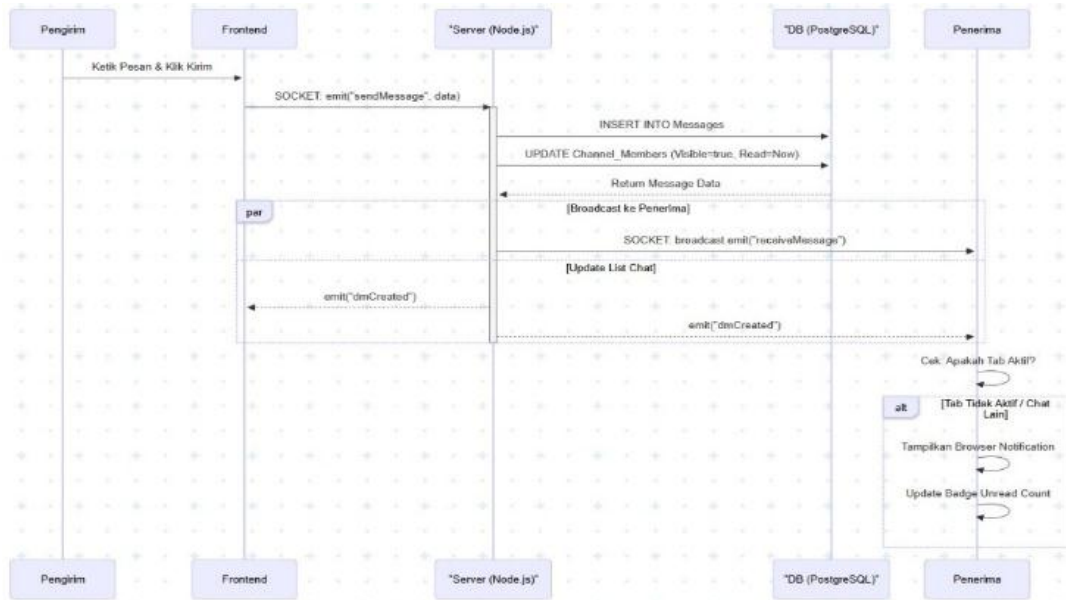 Pengirim
Frontend
"Server (Node.js)"
"DB (PostgreSQL)"
Penerima
Ketik Pesan & Klik Kirim
SOCKET: emit("sendMessage", data)
INSERT INTO Messages
UPDATE Channel_Members (Visible=true, Read=Now)
Return Message Data
par
[Broadcast ke Penerima]
SOCKET: broadcast.emit("receiveMessage")
[Update List Chat]
emit("dmCreated")
emit("dmCreated")
Cek: Apakah Tab Aktif?
alt
[Tab Tidak Aktif / Chat
Lain]
Tampilkan Browser Notification
Update Badge Unread Count
Pengirim
Frontend
"Server (Node.js)"
"DB (PostgreSQL)"
Penerima